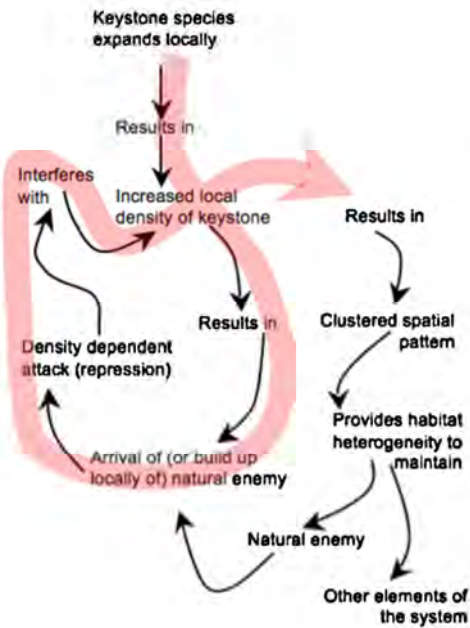 Keystone species
expands locally
Results in
Interferes
with
Increased local
density of keystone
Results in
Results in
Clustered spatial
pattern
Density dependent
attack (repression)
Provides habitat
heterogeneity to
maintain
Arrival of (or build up
locally of) natural enemy
Natural enemy
Other elements of
the system